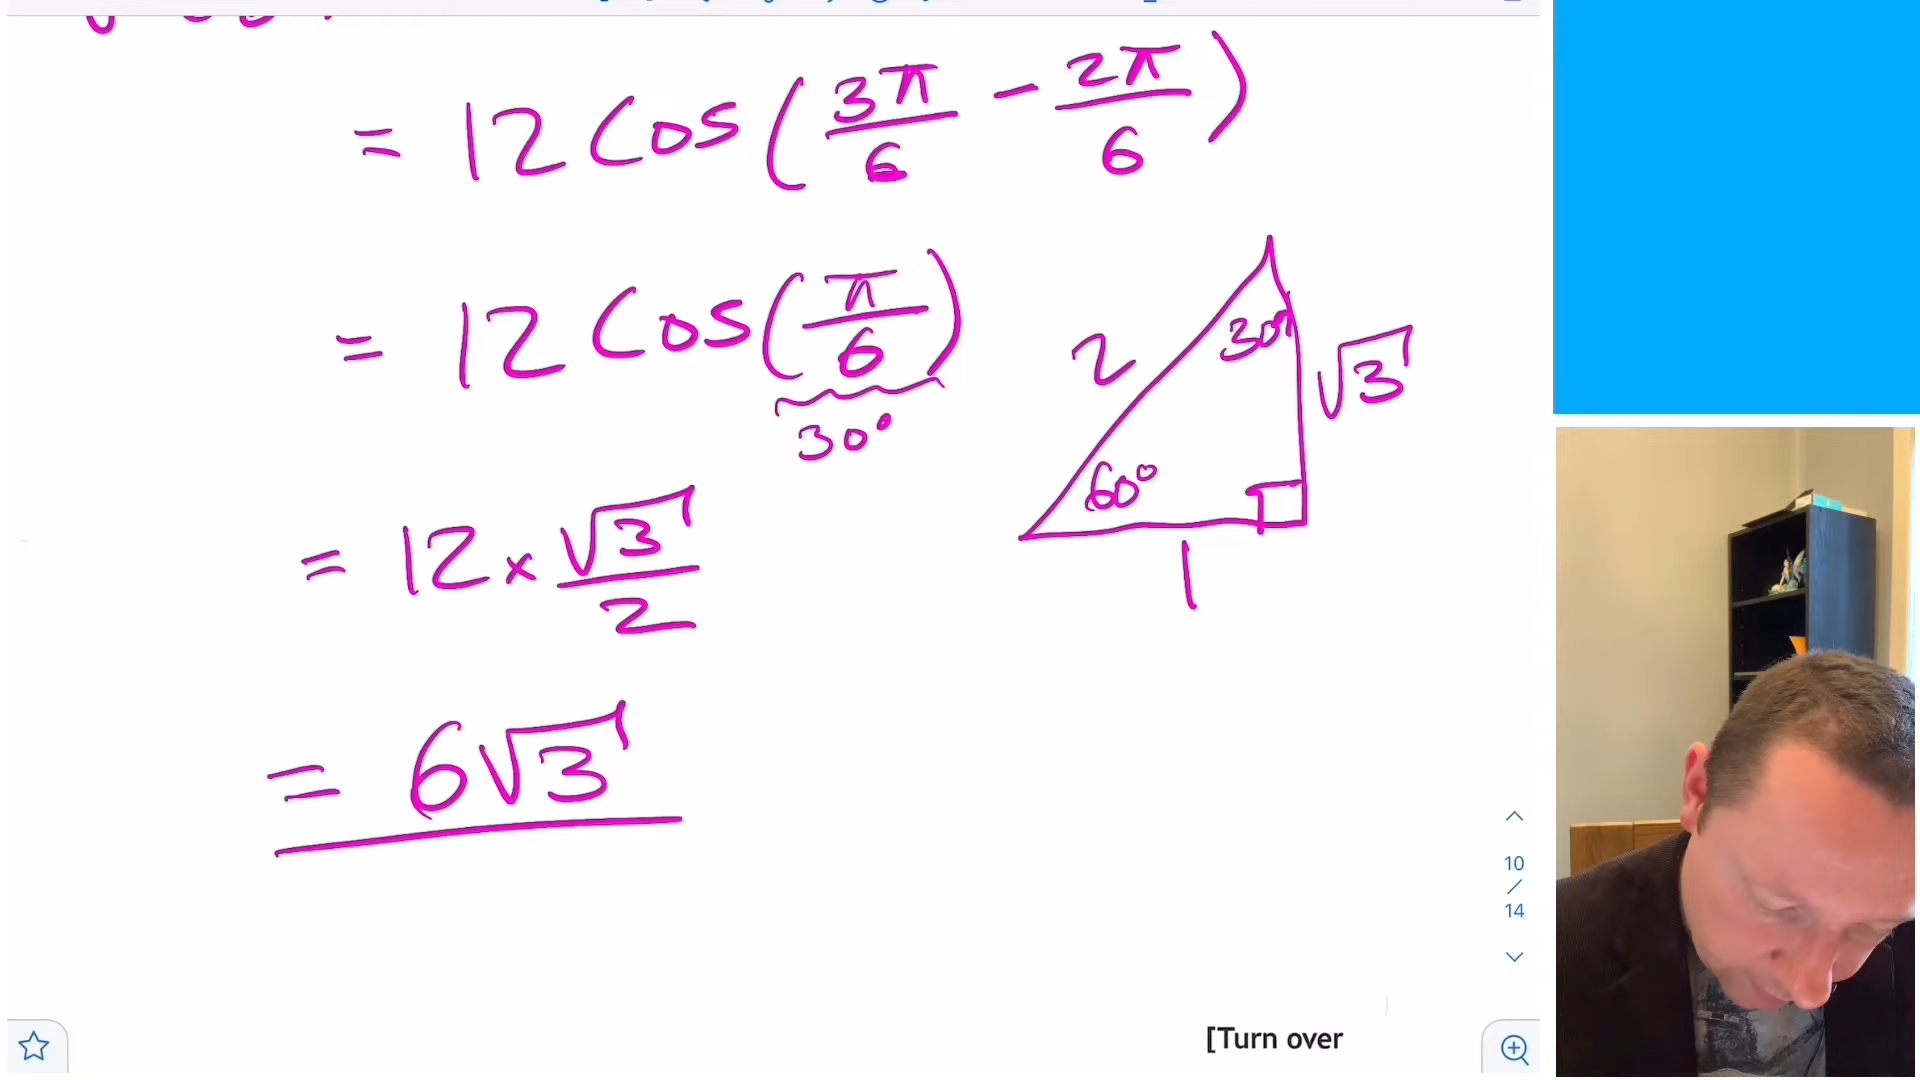 = 12 Cos(3π/6 - 2π/6)
= 12 Cos(π/6)
30°
= 12 × √3/2
= 6√3
2
30°
√3
60°
1
10
/
14
[Turn over